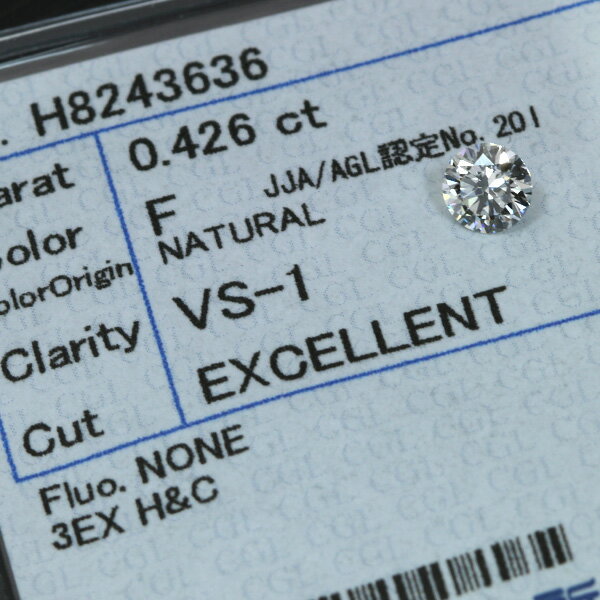 . H8243636
arat 0.426 ct
JJA/AGL認定No. 201
olor F
olorOrigin NATURAL
Clarity VS-1
Cut EXCELLENT
Fluo. NONE
3EX H&C